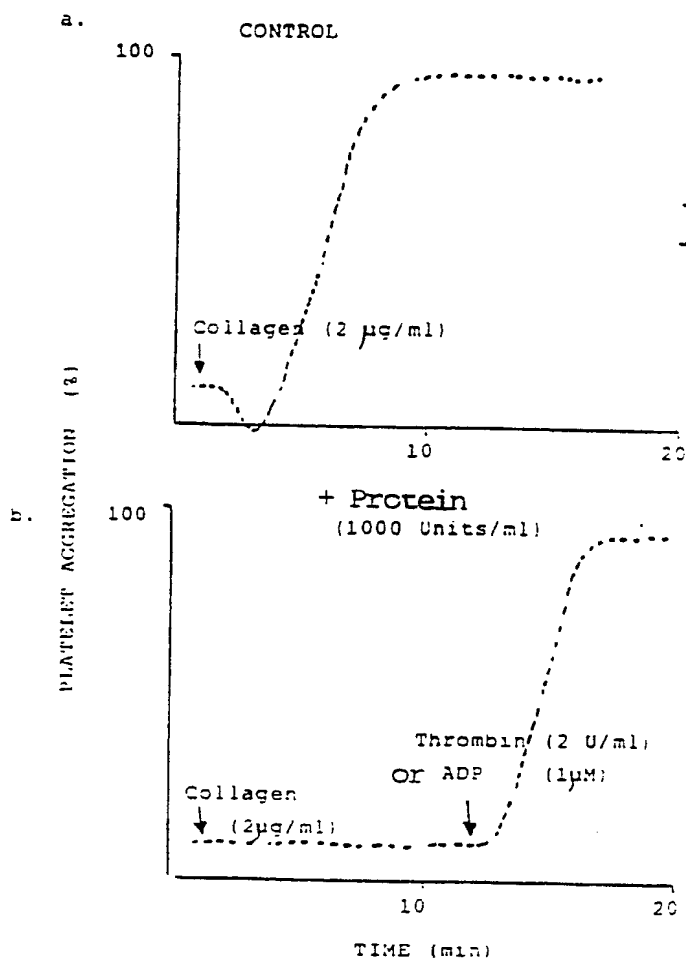 a.
CONTROL
100
Collagen (2 µg/ml)
10
20
PLATELET AGGREGATION (%)
b.
+ Protein
100
(1000 Units/ml)
Thrombin (2 U/ml)
or ADP (1µM)
Collagen
(2µg/ml)
10
20
TIME (min)